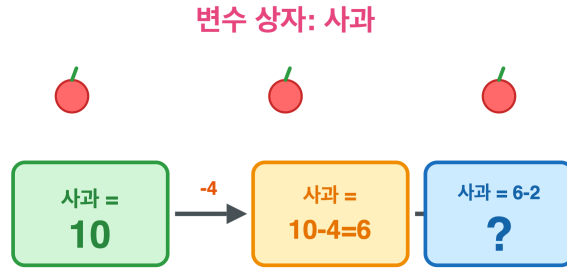 변수 상자: 사과
사과 =
10
-4
사과 =
10-4=6
사과 = 6-2
?